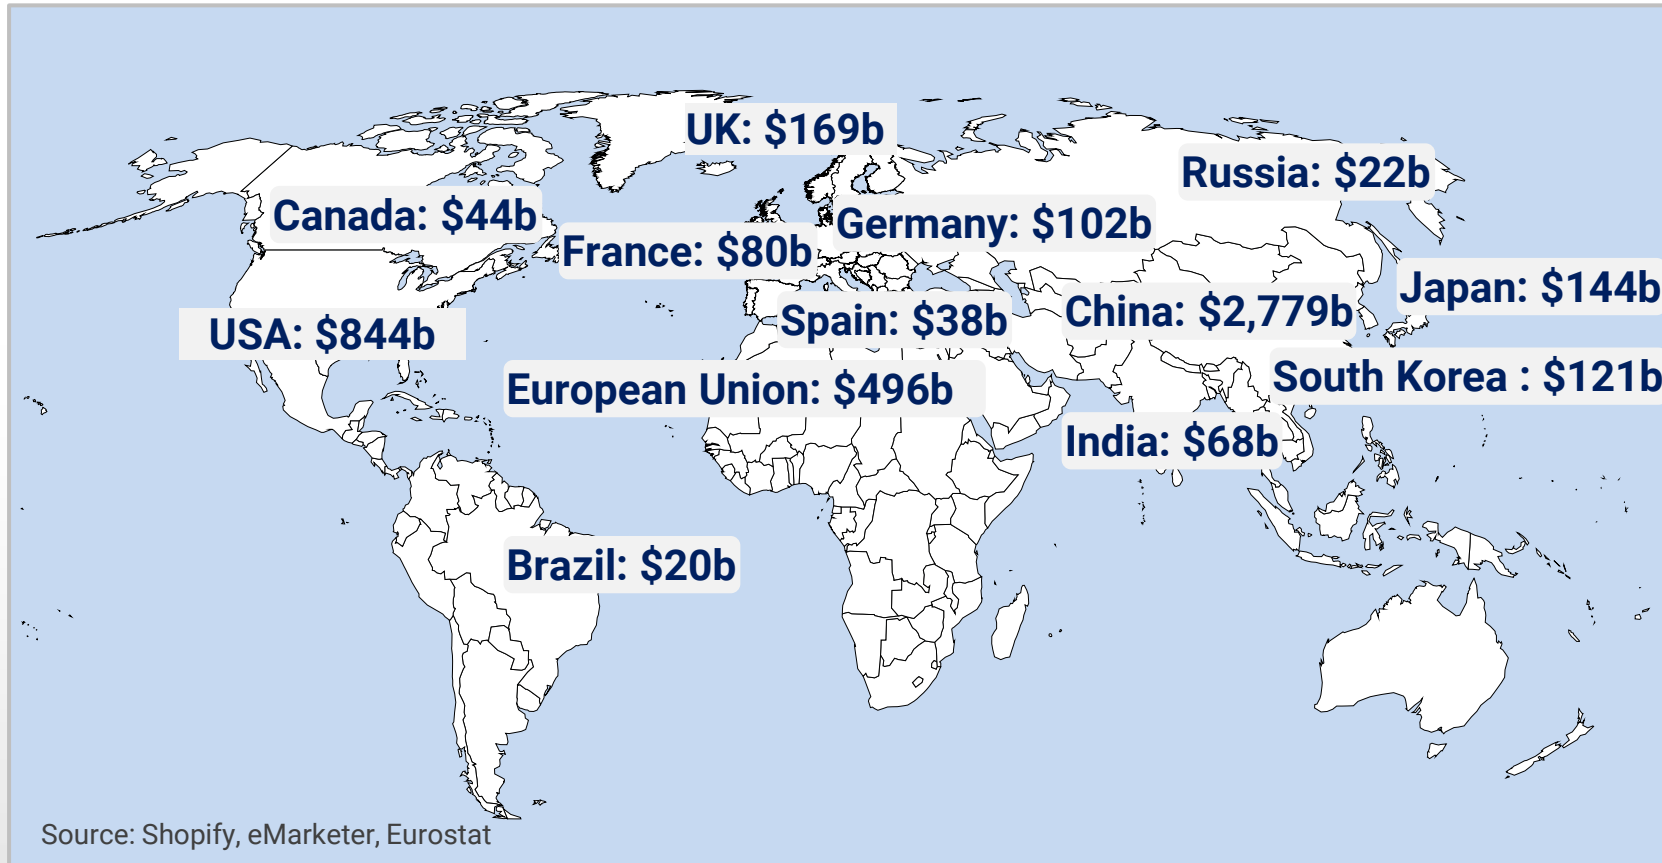 UK: $169b
Russia: $22b
Canada: $44b
Germany: $102b
France: $80b
Japan: $144b
China: $2,779b
Spain: $38b
USA: $844b
South Korea : $121b
European Union: $496b
India: $68b
Brazil: $20b
Source: Shopify, eMarketer, Eurostat